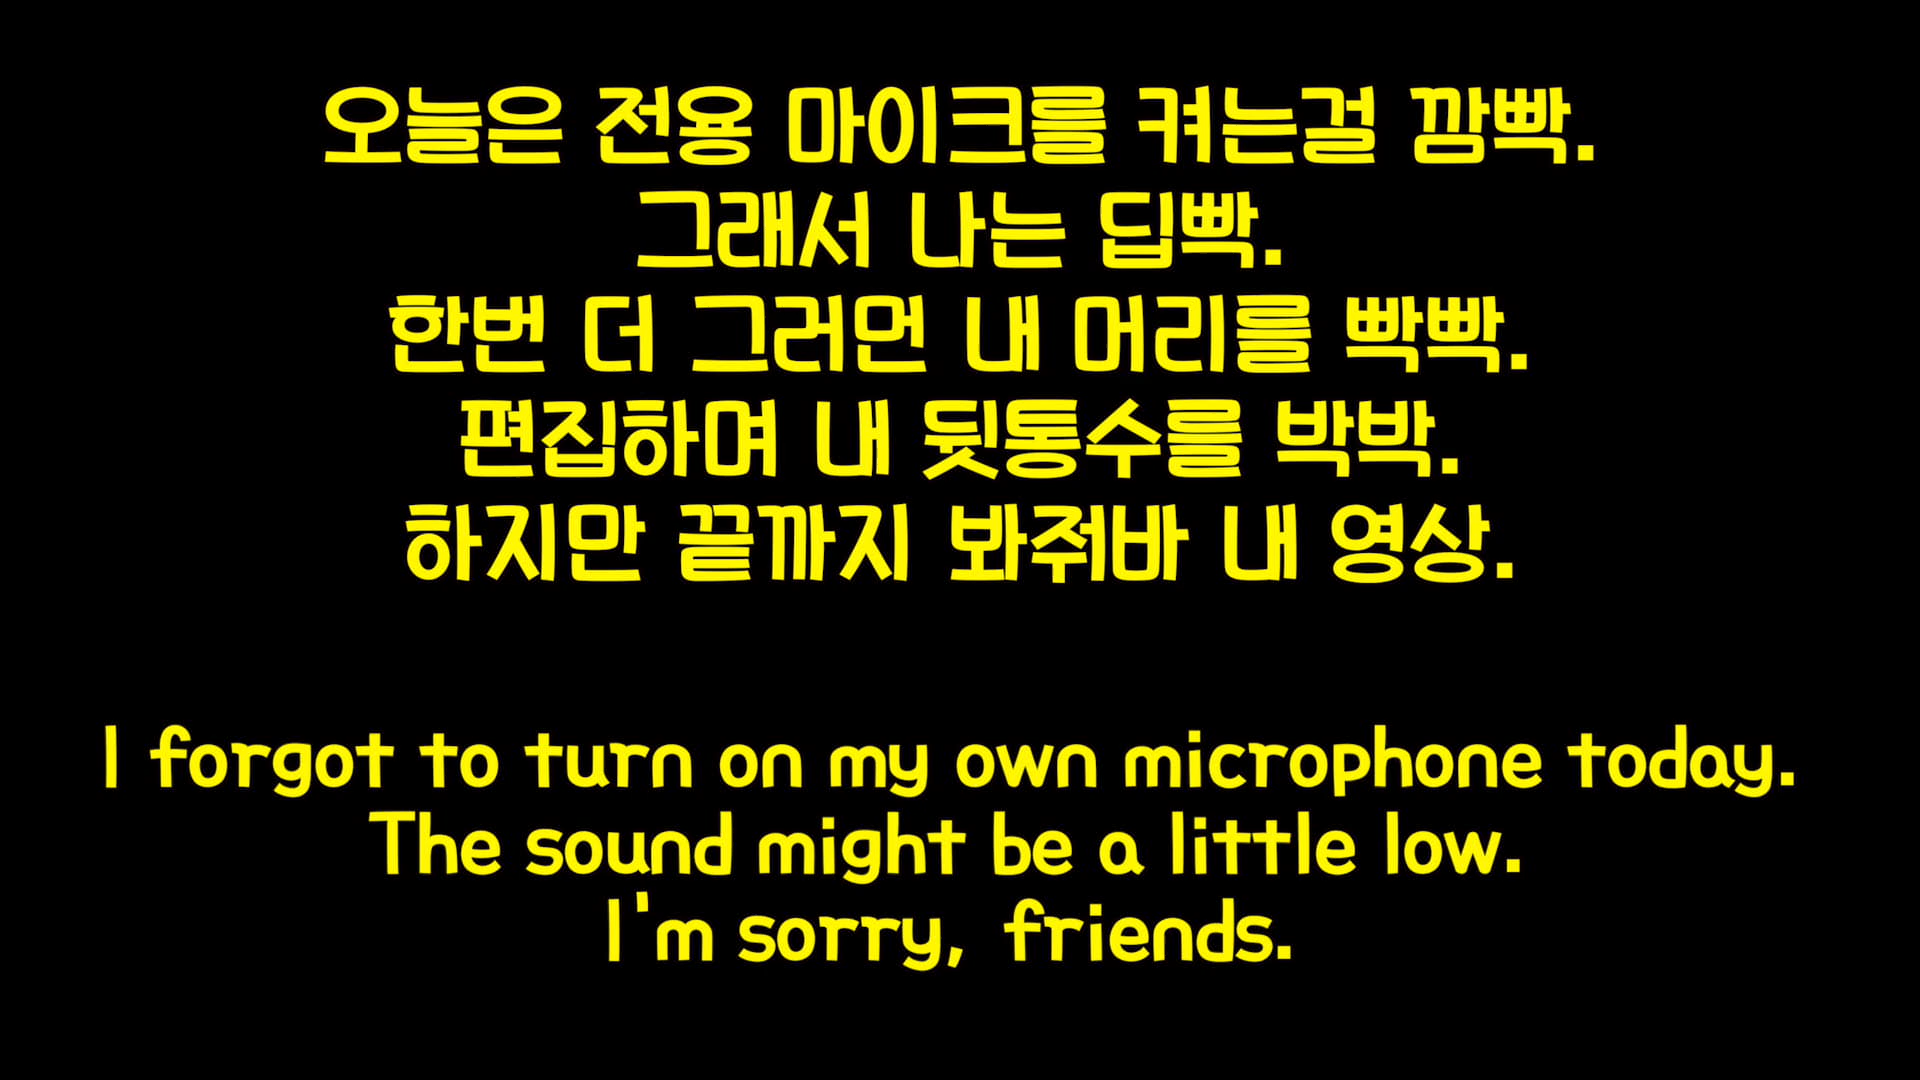 오늘은 전용 마이크를 켜는걸 깜빡.
그래서 나는 딥빡.
한번 더 그러먼 내 머리를 빡빡.
편집하며 내 뒷통수를 박박.
하지만 끝까지 봐줘바 내 영상.
I forgot to turn on my own microphone today.
The sound might be a little low.
I'm sorry, friends.